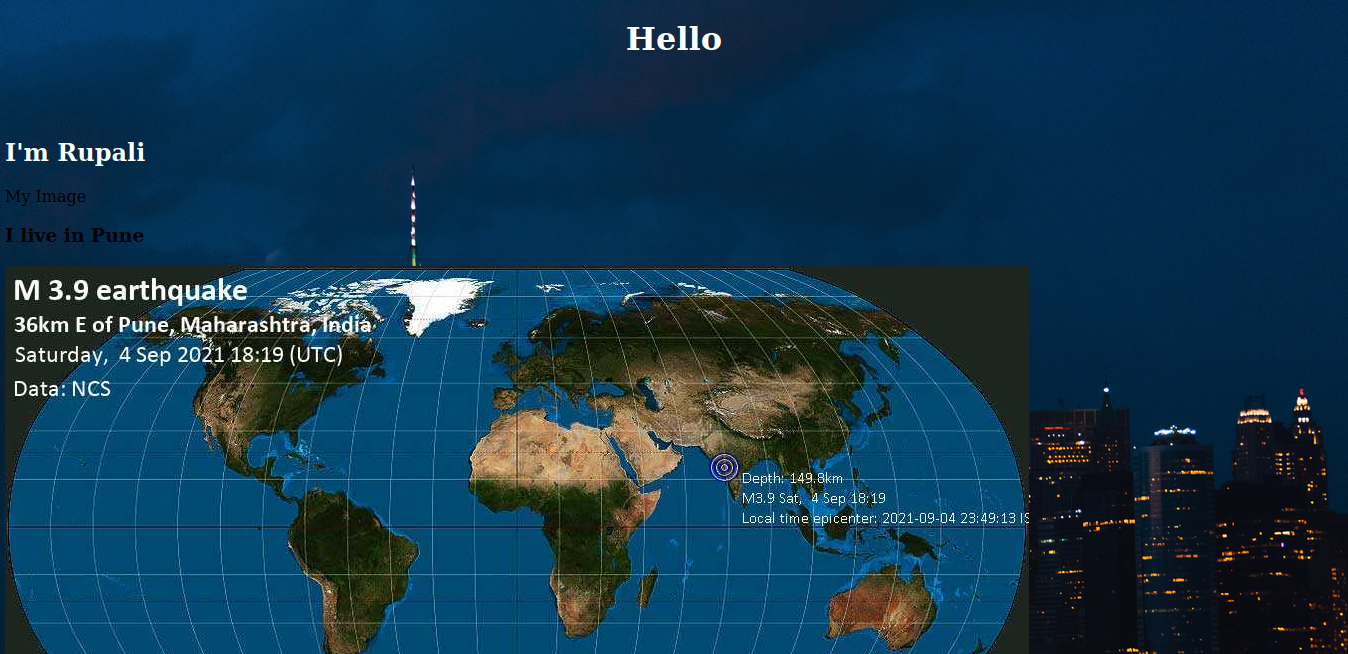 Hello
I'm Rupali
My Image
I live in Pune
M 3.9 earthquake
36km E of Pune, Maharashtra, India
Saturday, 4 Sep 2021 18:19 (UTC)
Data: NCS
Depth: 149.8km
M3.9 Sat, 4 Sep 18:19
Local time epicenter: 2021-09-04 23:49:13